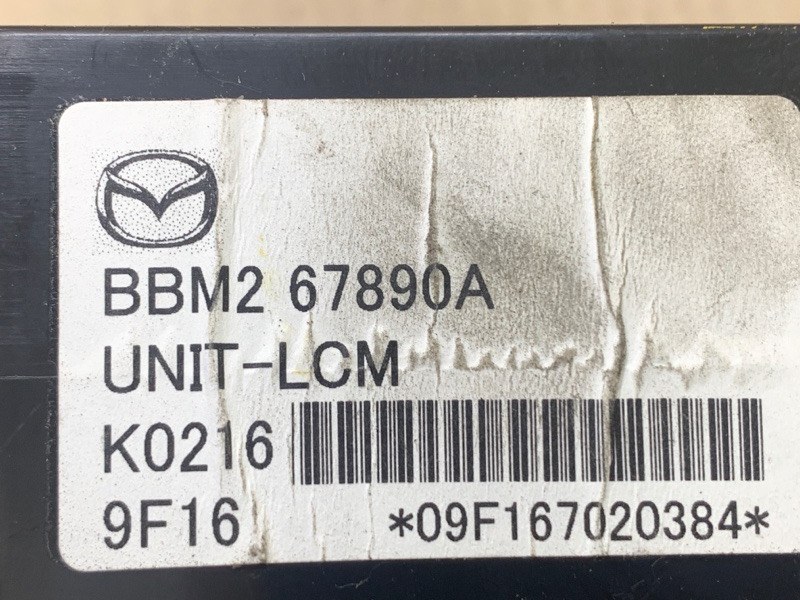 BBM2 67890A
UNIT-LCM
K0216
9F16 *09F167020384*